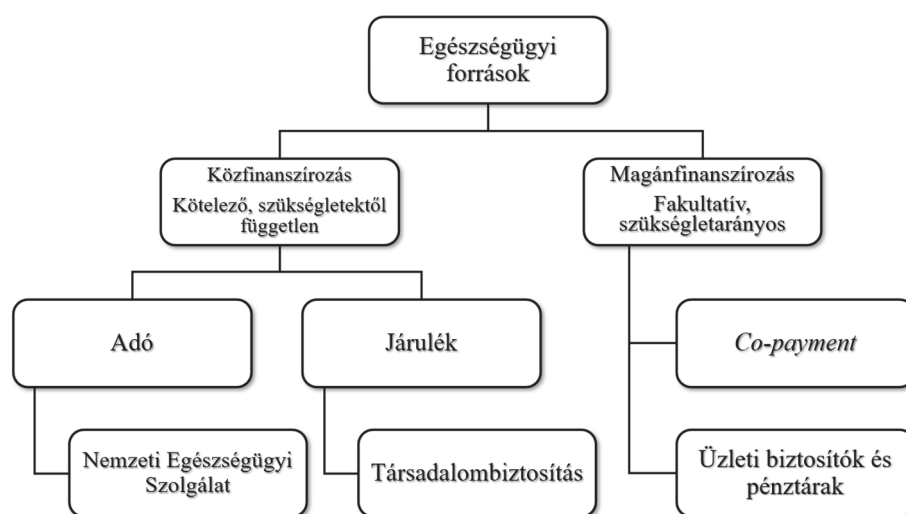 Egészségügyi
források
Közfinanszírozás
Kötelező, szükségletektől
független
Magánfinanszírozás
Fakultatív,
szükségletarányos
Adó
Járulék
Co-payment
Nemzeti Egészségügyi
Szolgálat
Társadalombiztosítás
Üzleti biztosítók és
pénztárak